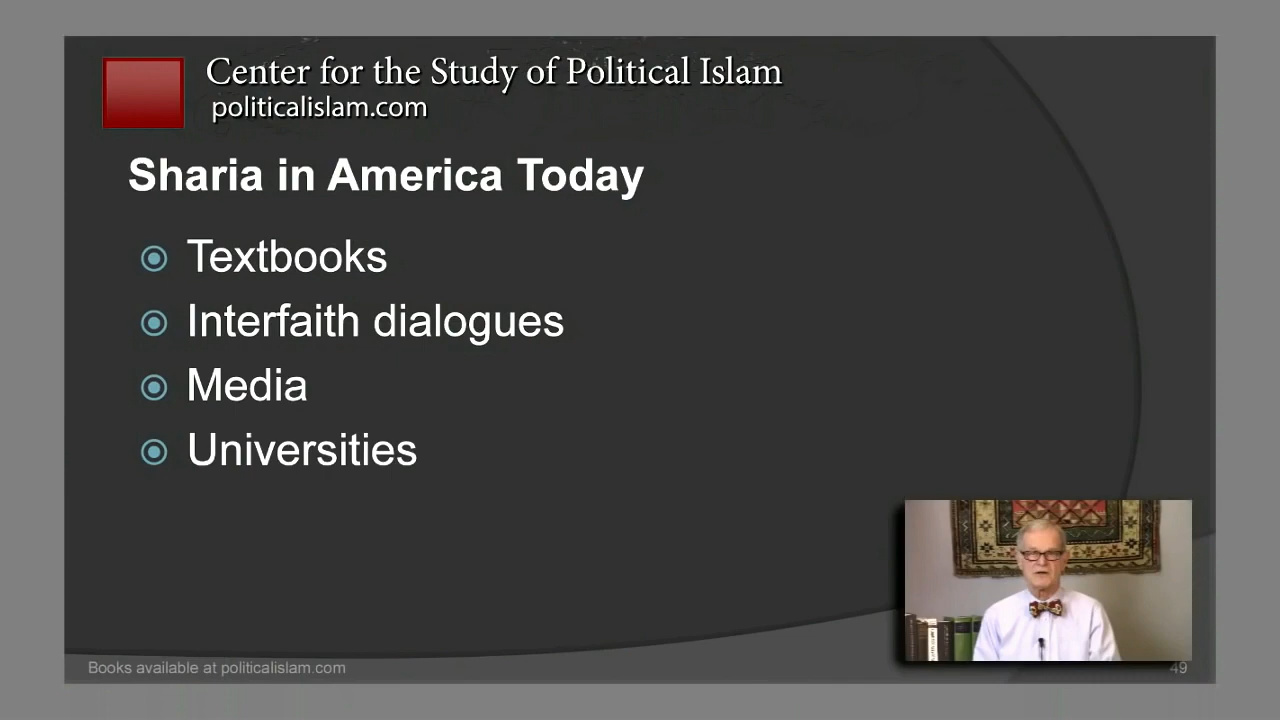 Center for the Study of Political Islam
politicalislam.com
Sharia in America Today
Textbooks
Interfaith dialogues
Media
Universities
Books available at politicalislam.com
49